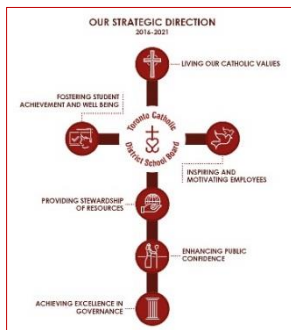 OUR STRATEGIC DIRECTION
2016-2021
LIVING OUR CATHOLIC VALUES
FOSTERING STUDENT
ACHIEVEMENT AND WELL BEING
Toronto Catholic
District School Board
INSPIRING AND
MOTIVATING EMPLOYEES
PROVIDING STEWARDSHIP
OF RESOURCES
ENHANCING PUBLIC
CONFIDENCE
ACHIEVING EXCELLENCE IN
GOVERNANCE